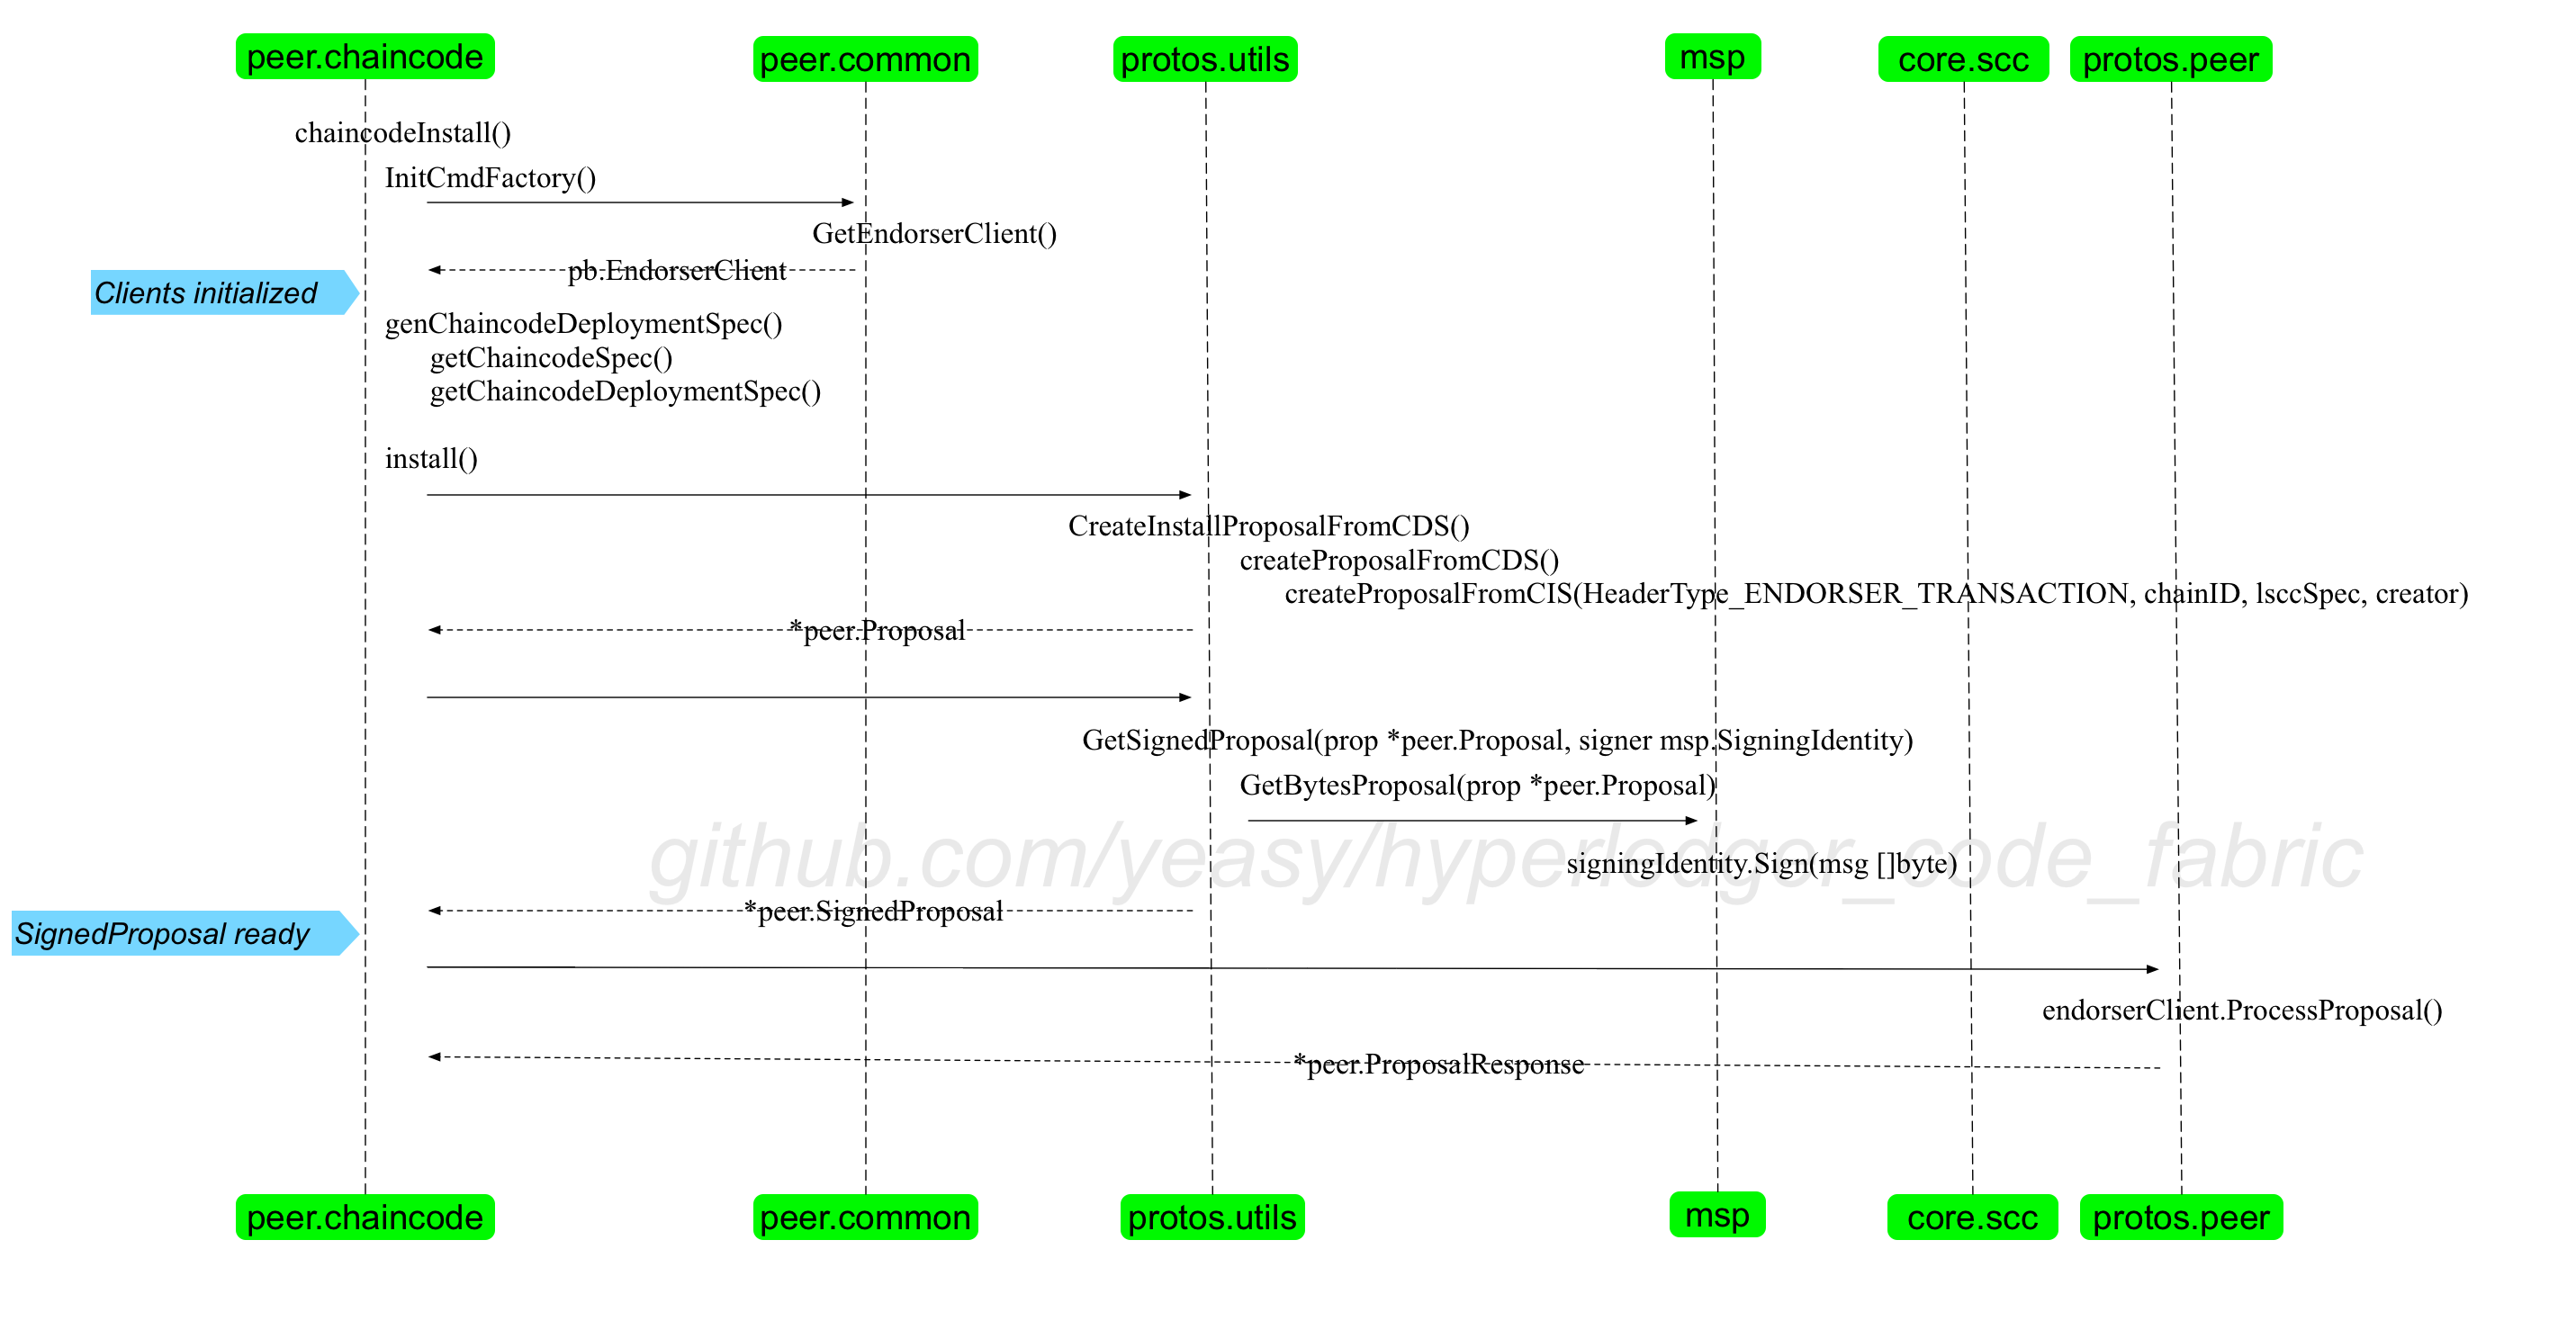 peer.chaincode
peer.common
protos.utils
msp
core.scc
protos.peer
chaincodeInstall()
InitCmdFactory()
GetEndorserClient()
pb.EndorserClient
Clients initialized
genChaincodeDeploymentSpec()
getChaincodeSpec()
getChaincodeDeploymentSpec()
install()
CreateInstallProposalFromCDS()
createProposalFromCDS()
createProposalFromCIS(HeaderType_ENDORSER_TRANSACTION, chainID, lsccSpec, creator)
*peer.Proposal
GetSignedProposal(prop *peer.Proposal, signer msp.SigningIdentity)
GetBytesProposal(prop *peer.Proposal)
github.com/yeasy/hyperledger_code_fabric
signingIdentity.Sign(msg []byte)
*peer.SignedProposal
SignedProposal ready
endorserClient.ProcessProposal()
*peer.ProposalResponse
peer.chaincode
peer.common
protos.utils
msp
core.scc
protos.peer